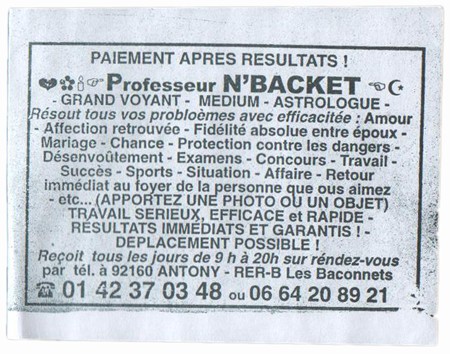 PAIEMENT APRES RESULTATS !
Professeur N'BACKET
- GRAND VOYANT - MEDIUM - ASTROLOGUE -
Résout tous vos probloèmes avec efficacitée : Amour
- Affection retrouvée - Fidélité absolue entre époux -
Mariage - Chance - Protection contre les dangers -
Désenvoûtement - Examens - Concours - Travail -
Succès - Sports - Situation - Affaire - Retour
immédiat au foyer de la personne que ous aimez
- etc... (APPORTEZ UNE PHOTO OU UN OBJET)
TRAVAIL SERIEUX, EFFICACE et RAPIDE -
RESULTATS IMMEDIATS ET GARANTIS ! -
DEPLACEMENT POSSIBLE !
Reçoit tous les jours de 9 h à 20h sur réndez-vous
par tél. à 92160 ANTONY - RER-B Les Baconnets
☎ 01 42 37 03 48 ou 06 64 20 89 21